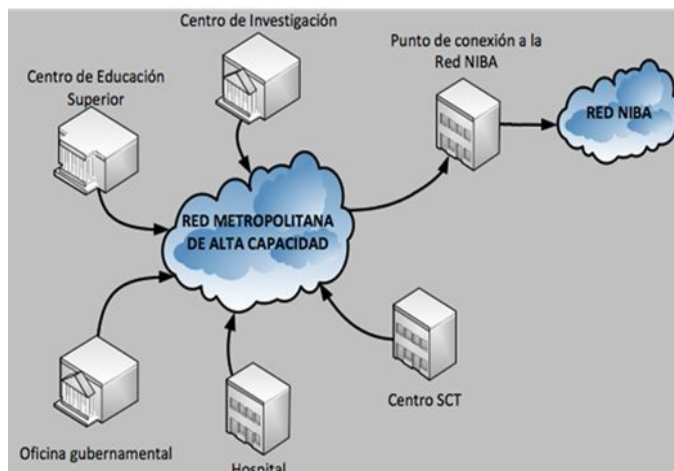 Centro de Investigación
Punto de conexión a la
Red NIBA
Centro de Educación
Superior
RED NIBA
RED METROPOLITANA
DE ALTA CAPACIDAD
Centro SCT
Oficina gubernamental
Hospital